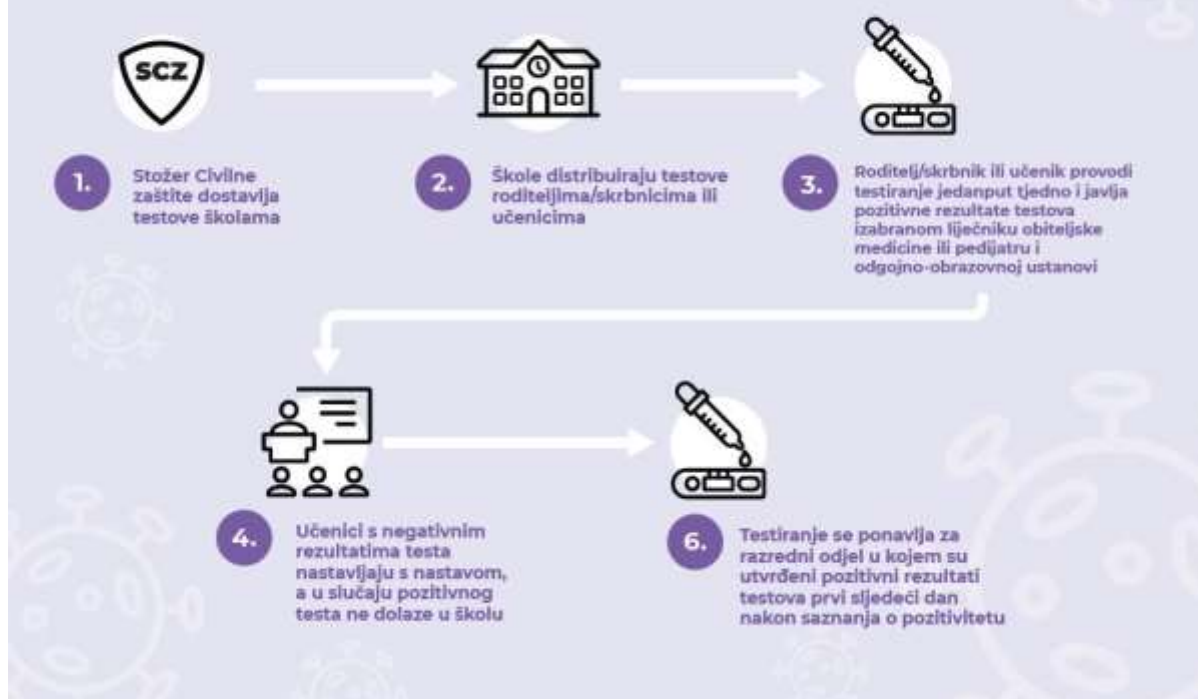 SCZ
1.
Stožer Civilne
zaštite dostavlja
testove školama
2.
Škole distribuiraju testove
roditeljima/skrbnicima ili
učenicima
3.
Roditelj/skrbnik ili učenik provodi
testiranje jedanput tjedno i javlja
pozitivne rezultate testova
izabranom liječniku obiteljske
medicine ili pedijatru i
odgojno-obrazovnoj ustanovi
4.
Učenici s negativnim
rezultatima testa
nastavljaju s nastavom,
a u slučaju pozitivnog
testa ne dolaze u školu
6.
Testiranje se ponavlja za
razredni odjel u kojem su
utvrđeni pozitivni rezultati
testova prvi sljedeći dan
nakon saznanja o pozitivitetu